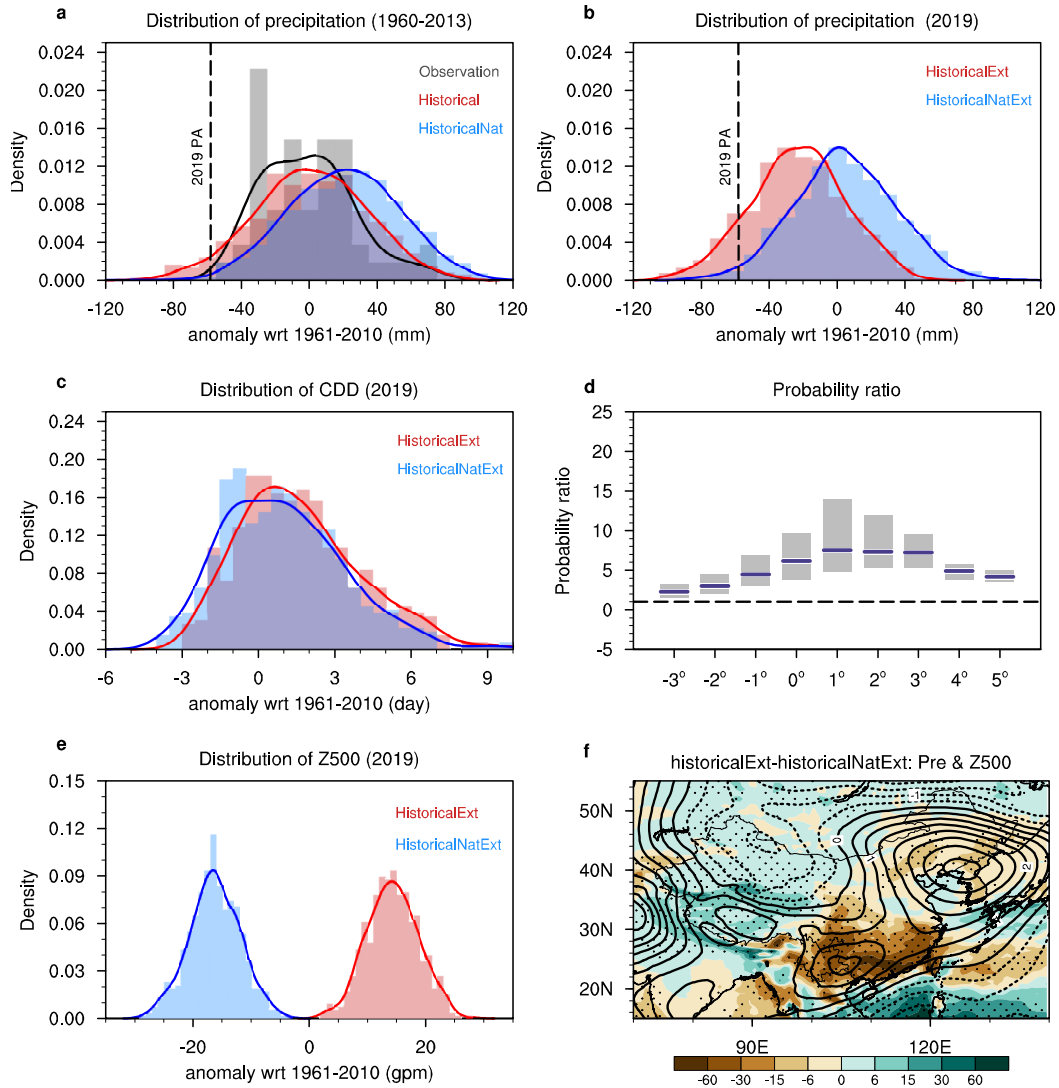 a
Distribution of precipitation (1960-2013)
0.024
0.020
0.016
0.012
0.008
0.004
0.000
Density
2019 PA
Observation
Historical
HistoricalNat
-120
-80
-40
0
40
80
120
anomaly wrt 1961-2010 (mm)
b
Distribution of precipitation (2019)
0.024
0.020
0.016
0.012
0.008
0.004
0.000
Density
2019 PA
HistoricalExt
HistoricalNatExt
-120
-80
-40
0
40
80
120
anomaly wrt 1961-2010 (mm)
c
Distribution of CDD (2019)
0.24
0.20
0.16
0.12
0.08
0.04
0.00
Density
HistoricalExt
HistoricalNatExt
-6
-3
0
3
6
9
anomaly wrt 1961-2010 (day)
d
Probability ratio
25
20
15
10
5
0
-5
Probability ratio
-3°
-2°
-1°
0°
1°
2°
3°
4°
5°
e
Distribution of Z500 (2019)
0.15
0.12
0.09
0.06
0.03
0.00
Density
HistoricalExt
HistoricalNatExt
-20
0
20
anomaly wrt 1961-2010 (gpm)
f
historicalExt-historicalNatExt: Pre & Z500
50N
40N
30N
20N
-1
0
1
2
90E
120E
-60
-30
-15
-6
0
6
15
30
60